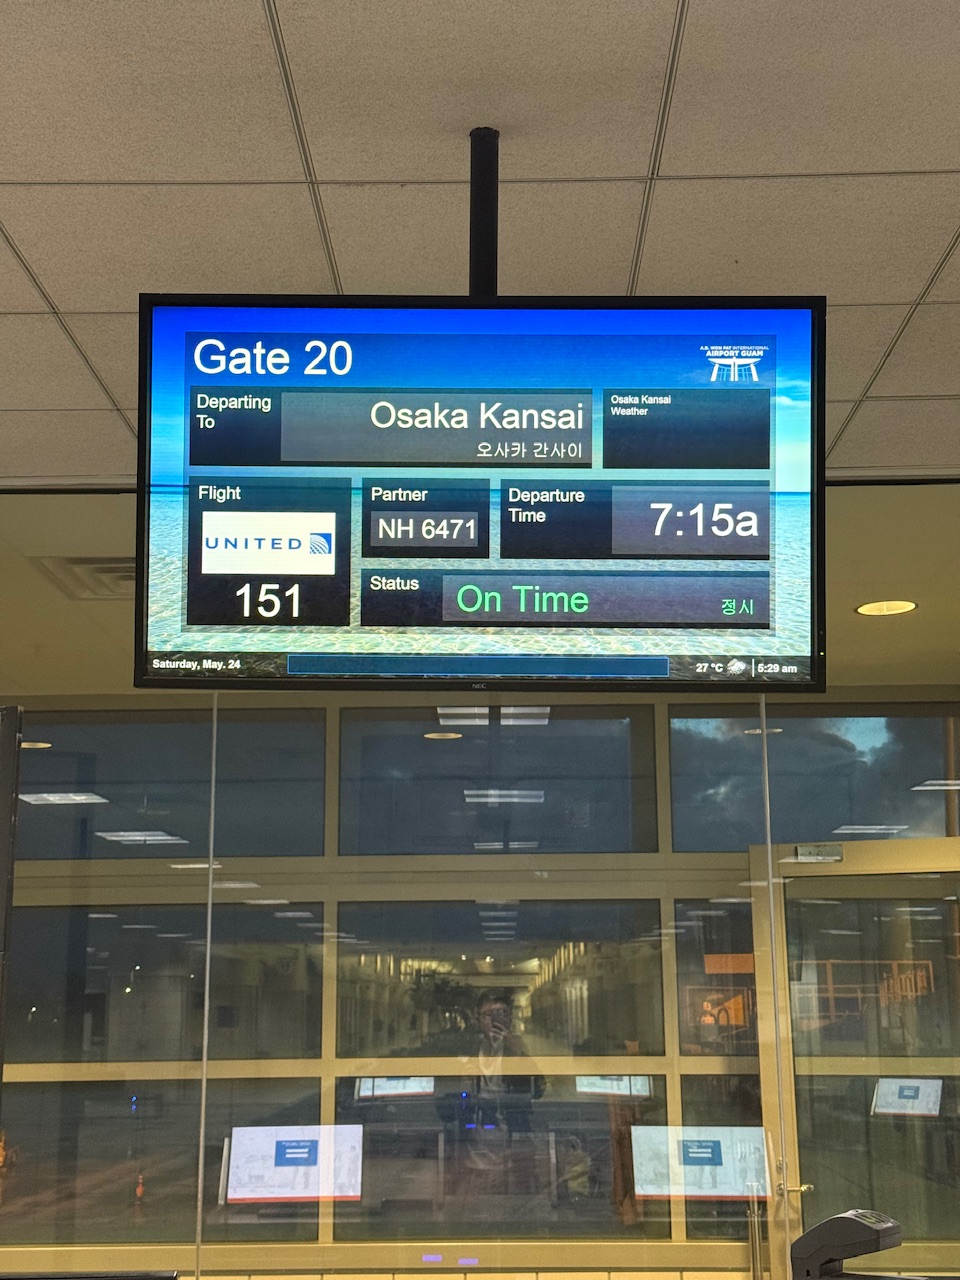 Gate 20
A.B. WON PAT INTERNATIONAL
AIRPORT GUAM
Departing
To
Osaka Kansai
오사카 간사이
Osaka Kansai
Weather
Flight
UNITED
151
Partner
NH 6471
Departure
Time
7:15a
Status
On Time
정시
Saturday, May. 24
27 °C
5:29 am
NEC